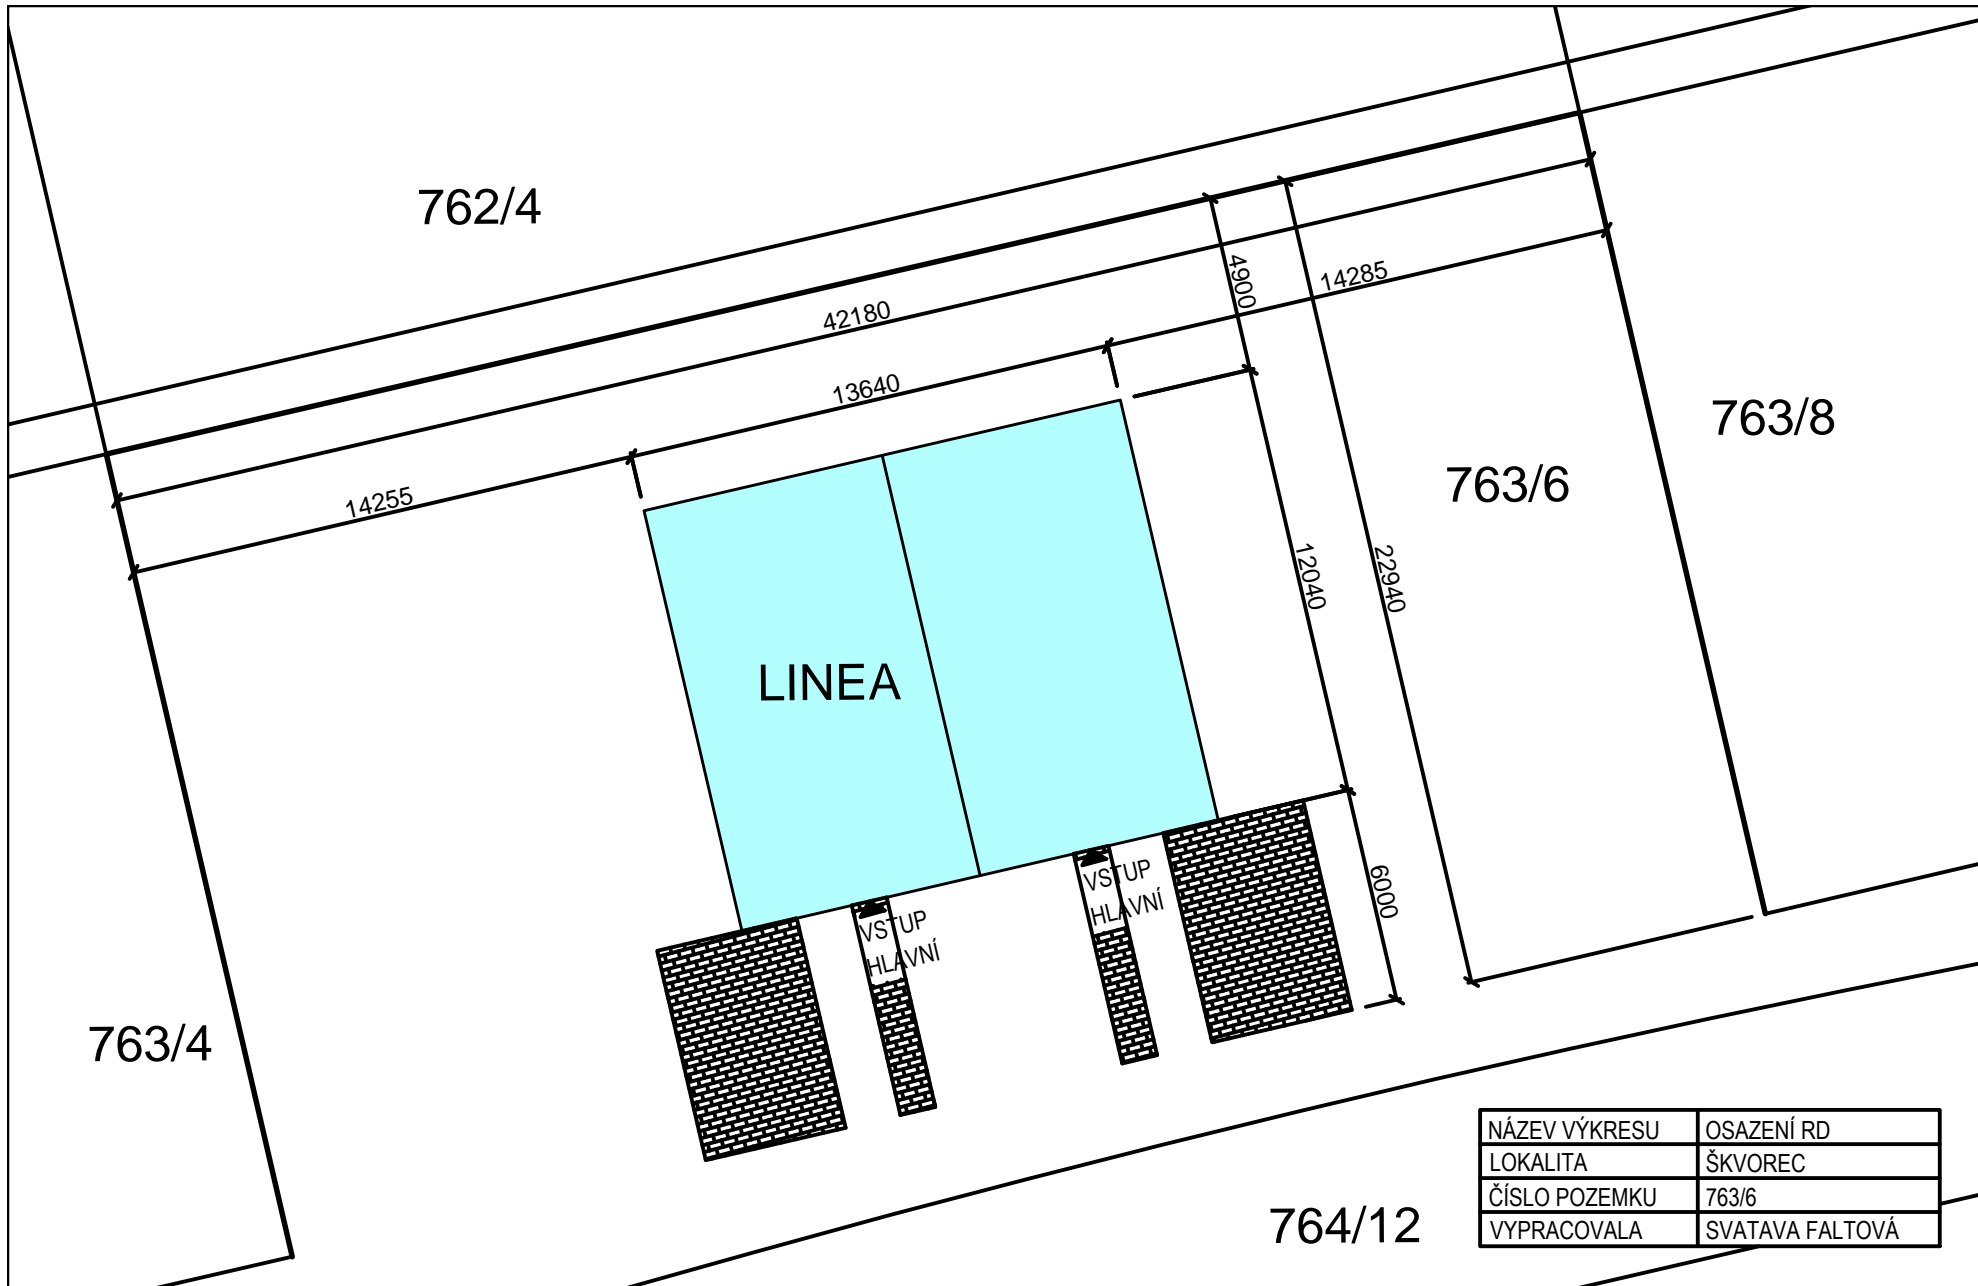 762/4
4900
14285
42180
13640
763/8
763/6
14255
12040
22940
LINEA
VSTUP
HLAVNÍ
6000
VSTUP
HLAVNÍ
763/4
764/12
NÁZEV VÝKRESU OSAZENÍ RD
LOKALITA ŠKVOREC
ČÍSLO POZEMKU 763/6
VYPRACOVALA SVATAVA FALTOVÁ